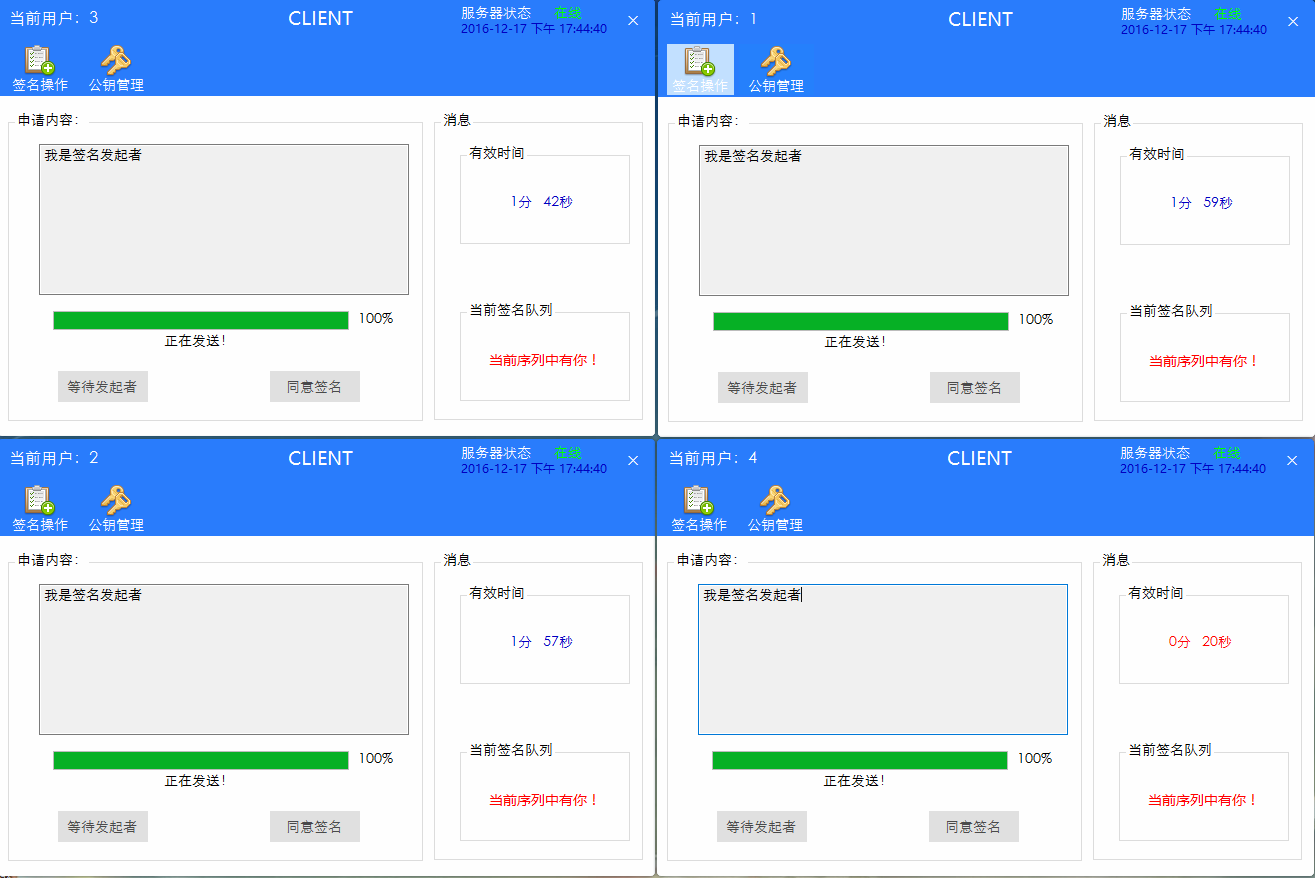 当前用户：3
CLIENT
服务器状态 在线
2016-12-17 下午 17:44:40
签名操作
公钥管理
申请内容：
我是签名发起者
100%
正在发送！
等待发起者
同意签名
消息
有效时间
1分 42秒
当前签名队列
当前序列中有你！
当前用户：1
CLIENT
服务器状态 在线
2016-12-17 下午 17:44:40
签名操作
公钥管理
申请内容：
我是签名发起者
100%
正在发送！
等待发起者
同意签名
消息
有效时间
1分 59秒
当前签名队列
当前序列中有你！
当前用户：2
CLIENT
服务器状态 在线
2016-12-17 下午 17:44:40
签名操作
公钥管理
申请内容：
我是签名发起者
100%
正在发送！
等待发起者
同意签名
消息
有效时间
1分 57秒
当前签名队列
当前序列中有你！
当前用户：4
CLIENT
服务器状态 在线
2016-12-17 下午 17:44:40
签名操作
公钥管理
申请内容：
我是签名发起者
100%
正在发送！
等待发起者
同意签名
消息
有效时间
0分 20秒
当前签名队列
当前序列中有你！